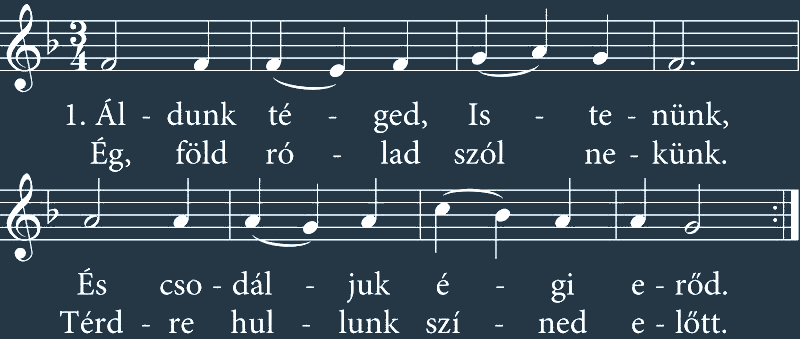 3
4
1. Ál - dunk té - ged, Is - te - nünk,
Ég, föld ró - lad szól ne - künk.
És cso - dál - juk é - gi e - rőd.
Térd - re hul - lunk szí - ned e - lőtt.